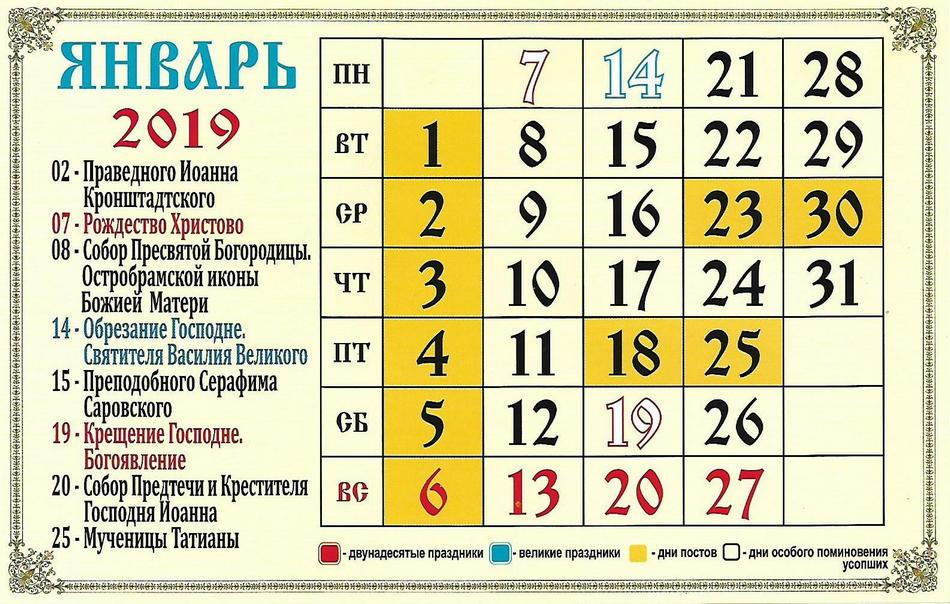 ЯНВАРЬ
2019
02 - Праведного Иоанна
Кронштадтского
07 - Рождество Христово
08 - Собор Пресвятой Богородицы.
Остробрамской иконы
Божией Матери
14 - Обрезание Господне.
Святителя Василия Великого
15 - Преподобного Серафима
Саровского
19 - Крещение Господне.
Богоявление
20 - Собор Предтечи и Крестителя
Господня Иоанна
25 - Мученицы Татианы
ПН 7 14 21 28
ВТ 1 8 15 22 29
СР 2 9 16 23 30
ЧТ 3 10 17 24 31
ПТ 4 11 18 25
СБ 5 12 19 26
ВС 6 13 20 27
- двунадесятые праздники - великие праздники - дни постов - дни особого поминовения
усопших